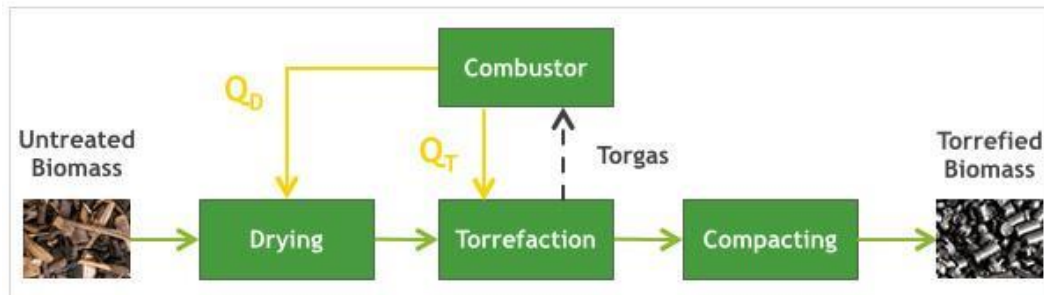 Combustor
Q_D
Untreated
Biomass
Q_T
Torgas
Torrefied
Biomass
Drying
Torrefaction
Compacting